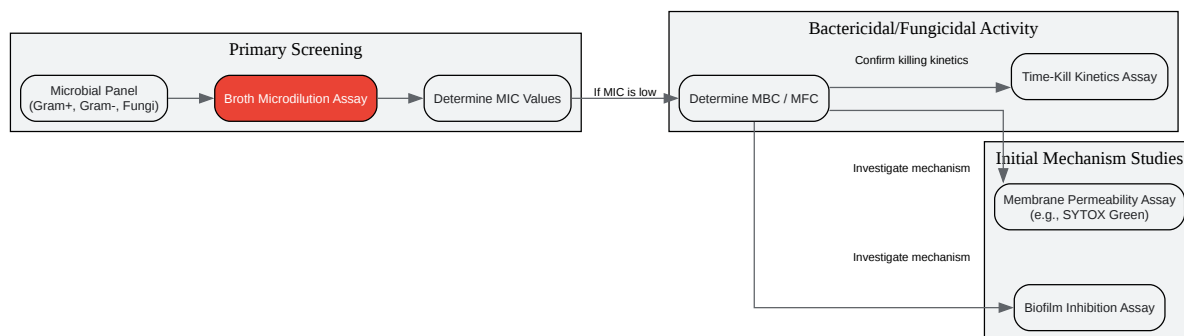 Primary Screening
Microbial Panel
(Gram+, Gram-, Fungi)
Broth Microdilution Assay
Determine MIC Values
If MIC is low
Bactericidal/Fungicidal Activity
Determine MBC / MFC
Confirm killing kinetics
Time-Kill Kinetics Assay
Investigate mechanism
Initial Mechanism Studies
Membrane Permeability Assay
(e.g., SYTOX Green)
Investigate mechanism
Biofilm Inhibition Assay